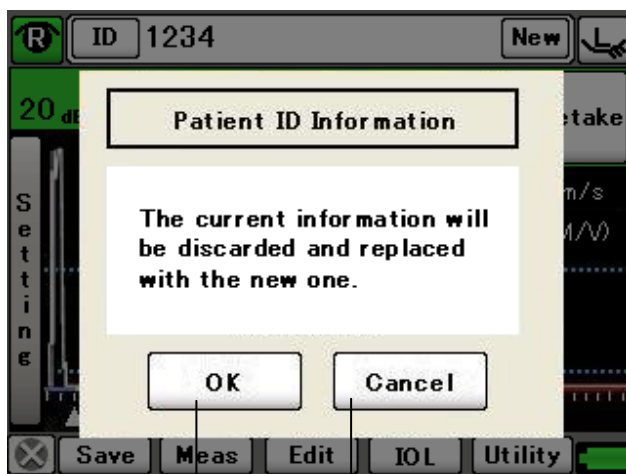 R ID 1234 New
20 dB etake
Patient ID Information
m/s
The current information will
be discarded and replaced
with the new one.
Setting
OK Cancel
Save Meas Edit IOL Utility